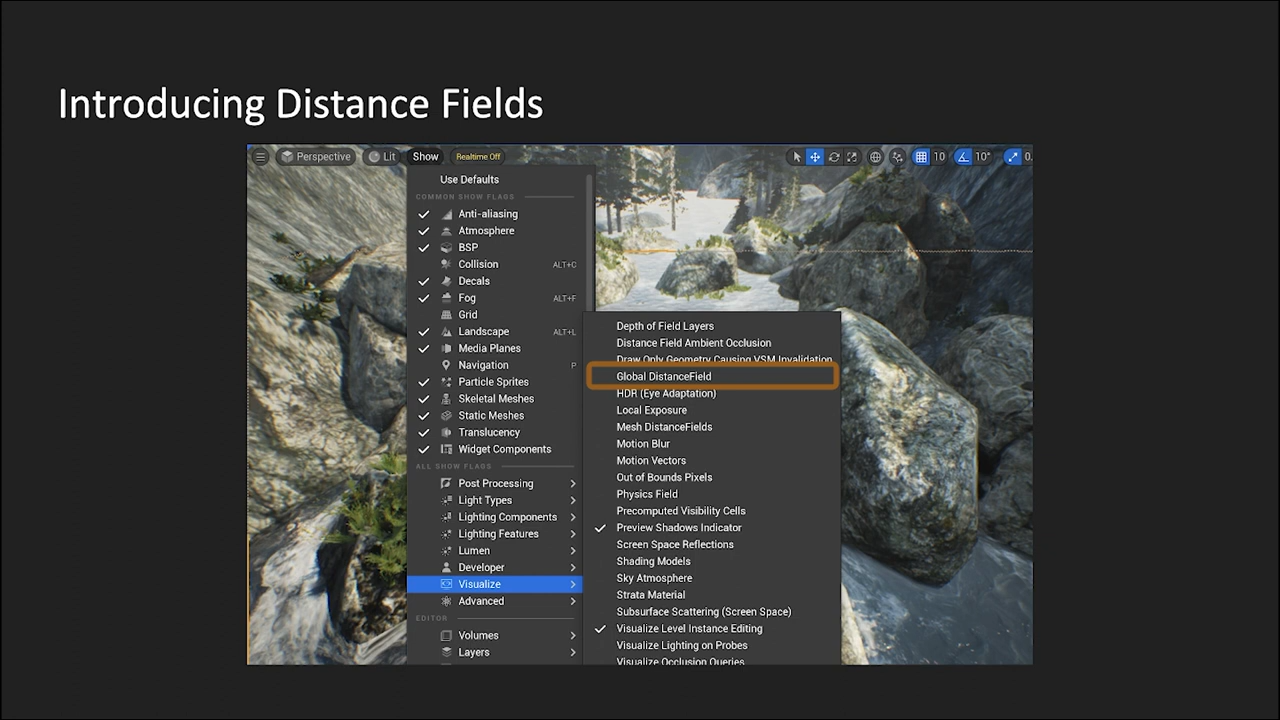 Introducing Distance Fields
Perspective Lit Show Realtime Off 10 10° 0.
Use Defaults
COMMON SHOW FLAGS
Anti-aliasing
Atmosphere
BSP
Collision ALT+C
Decals
Fog ALT+F
Grid
Landscape ALT+L
Media Planes
Navigation P
Particle Sprites
Skeletal Meshes
Static Meshes
Translucency
Widget Components
ALL SHOW FLAGS
Post Processing
Light Types
Lighting Components
Lighting Features
Lumen
Developer
Visualize
Advanced
EDITOR
Volumes
Layers
Depth of Field Layers
Distance Field Ambient Occlusion
Draw Only Geometry Causing VSM Invalidation
Global DistanceField
HDR (Eye Adaptation)
Local Exposure
Mesh DistanceFields
Motion Blur
Motion Vectors
Out of Bounds Pixels
Physics Field
Precomputed Visibility Cells
Preview Shadows Indicator
Screen Space Reflections
Shading Models
Sky Atmosphere
Strata Material
Subsurface Scattering (Screen Space)
Visualize Level Instance Editing
Visualize Lighting on Probes
Visualize Occlusion Queries